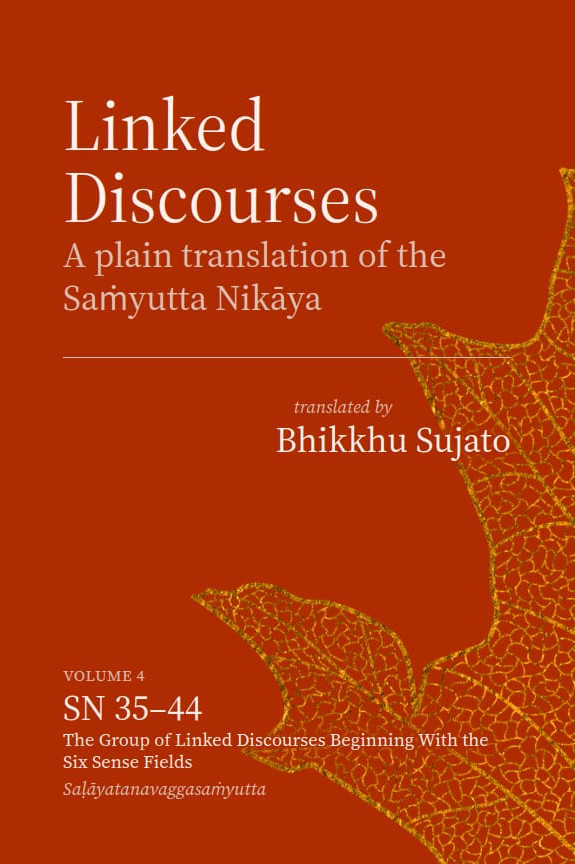 Linked
Discourses
A plain translation of the
Saṁyutta Nikāya
translated by
Bhikkhu Sujato
VOLUME 4
SN 35–44
The Group of Linked Discourses Beginning With the
Six Sense Fields
Saḷāyatanavaggasaṁyutta